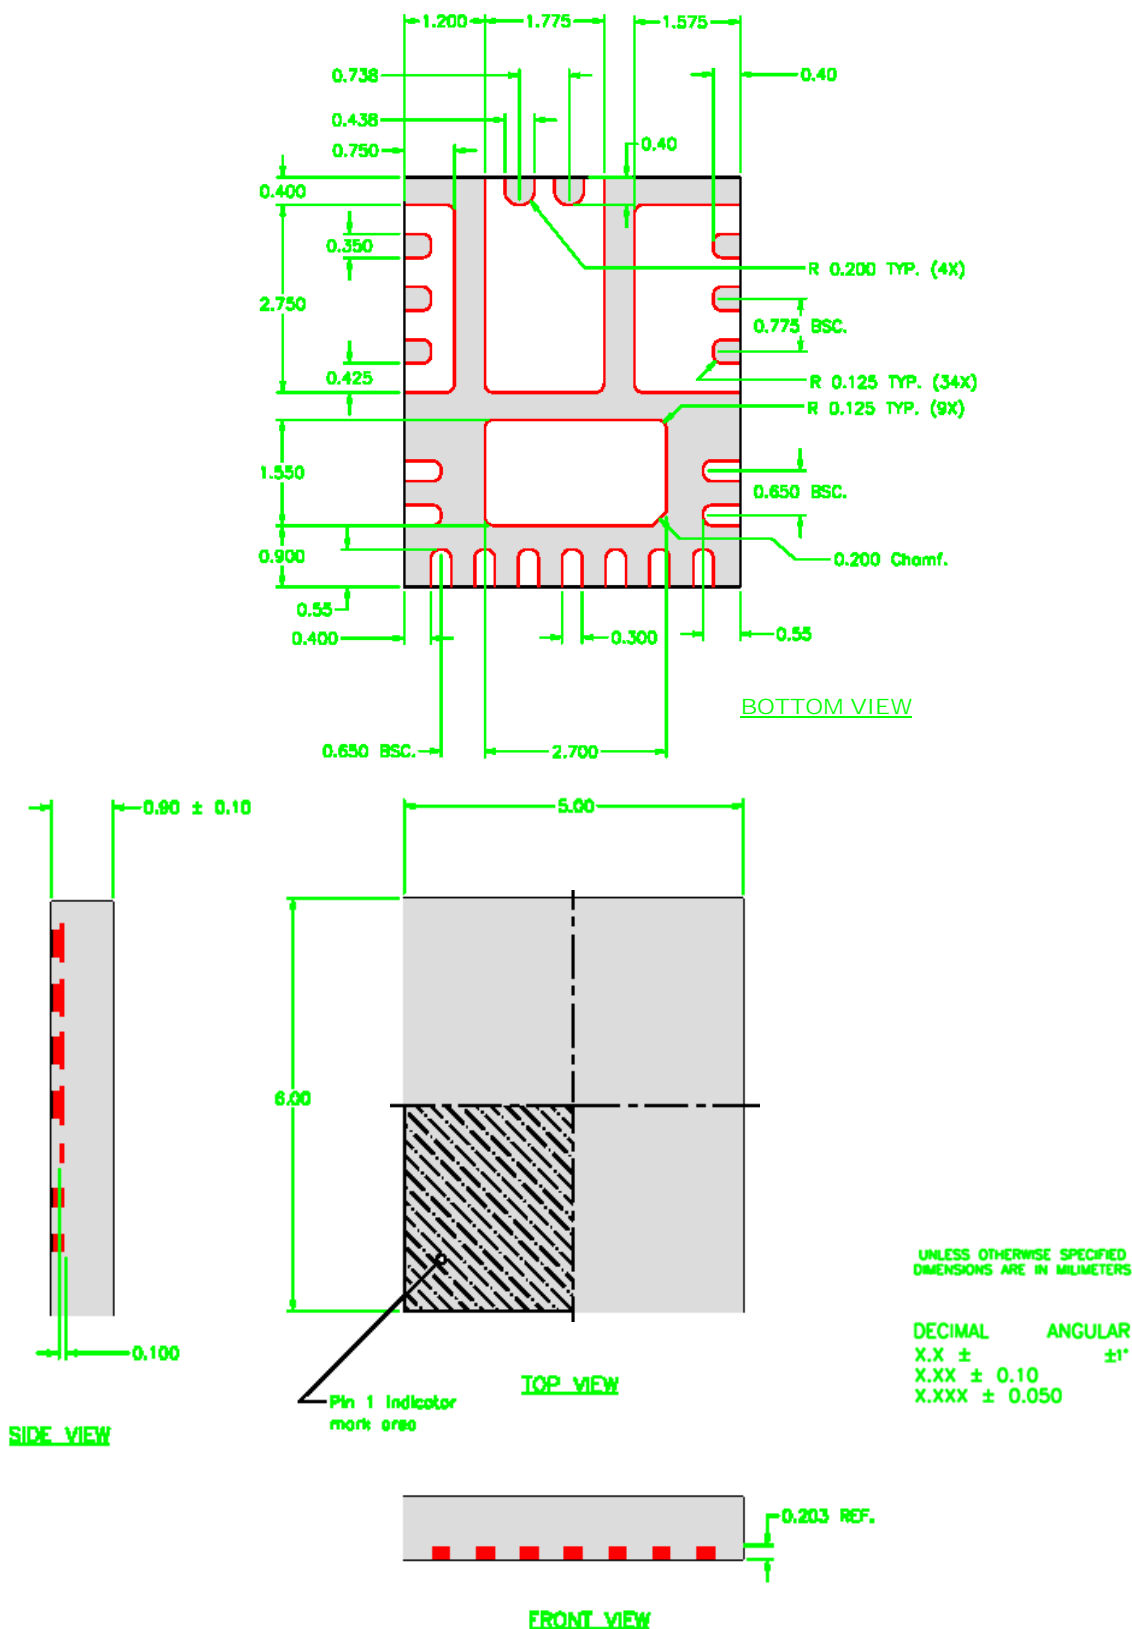 1.200
1.775
1.575
0.738
0.40
0.438
0.40
0.750
0.400
0.350
R 0.200 TYP. (4X)
2.750
0.775 BSC.
0.425
R 0.125 TYP. (34X)
R 0.125 TYP. (9X)
1.550
0.650 BSC.
0.900
0.200 Chamf.
0.55
0.400
0.300
0.55
BOTTOM VIEW
0.650 BSC.
2.700
0.90 ± 0.10
5.00
6.00
UNLESS OTHERWISE SPECIFIED
DIMENSIONS ARE IN MILIMETERS
DECIMAL ANGULAR
X.X ± ±1°
X.XX ± 0.10
X.XXX ± 0.050
0.100
TOP VIEW
Pin 1 Indicator
mark area
SIDE VIEW
0.203 REF.
FRONT VIEW